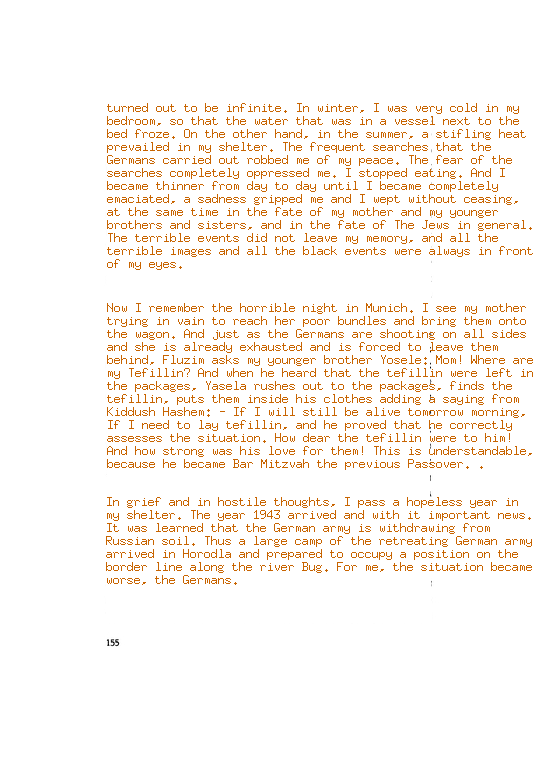 turned out to be infinite. In winter, I was very cold in my
bedroom, so that the water that was in a vessel next to the
bed froze. On the other hand, in the summer, a stifling heat
prevailed in my shelter. The frequent searches that the
Germans carried out robbed me of my peace. The fear of the
searches completely oppressed me. I stopped eating. And I
became thinner from day to day until I became completely
emaciated, a sadness gripped me and I wept without ceasing,
at the same time in the fate of my mother and my younger
brothers and sisters, and in the fate of The Jews in general.
The terrible events did not leave my memory, and all the
terrible images and all the black events were always in front
of my eyes.
Now I remember the horrible night in Munich. I see my mother
trying in vain to reach her poor bundles and bring them onto
the wagon. And just as the Germans are shooting on all sides
and she is already exhausted and is forced to leave them
behind, Fluzim asks my younger brother Yosele: Mom! Where are
my Tefillin? And when he heard that the tefillin were left in
the packages, Yasela rushes out to the packages, finds the
tefillin, puts them inside his clothes adding a saying from
Kiddush Hashem: - If I will still be alive tomorrow morning,
If I need to lay tefillin, and he proved that he correctly
assesses the situation. How dear the tefillin were to him!
And how strong was his love for them! This is understandable,
because he became Bar Mitzvah the previous Passover. .
In grief and in hostile thoughts, I pass a hopeless year in
my shelter. The year 1943 arrived and with it important news.
It was learned that the German army is withdrawing from
Russian soil. Thus a large camp of the retreating German army
arrived in Horodla and prepared to occupy a position on the
border line along the river Bug. For me, the situation became
worse, the Germans.
155